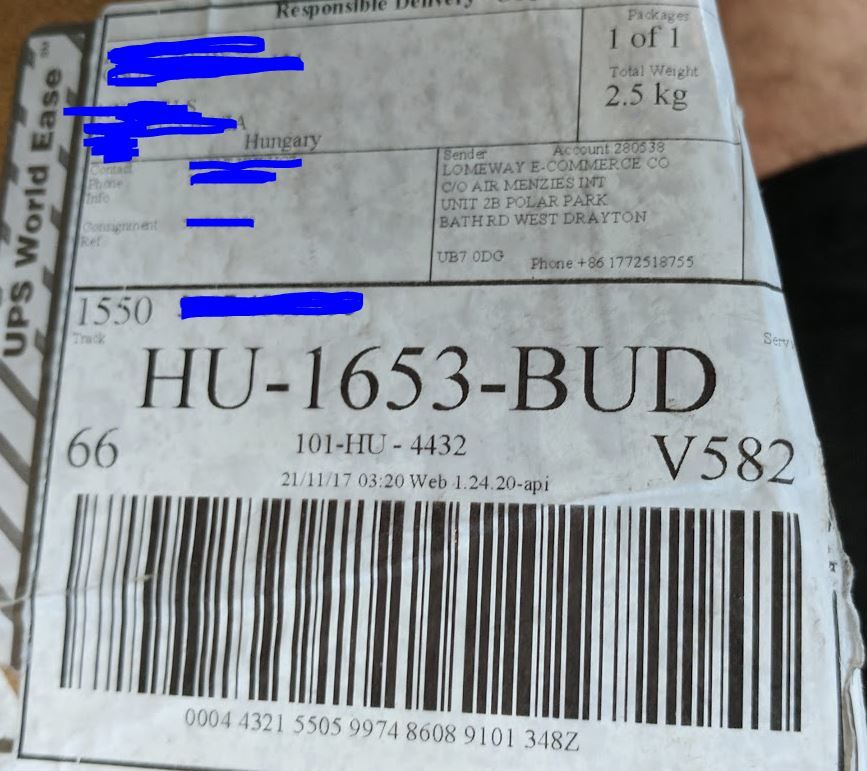 Responsible Delivery
UPS World Ease™
Packages
1 of 1
Total Weight
2.5 kg
Hungary
Contact
Phone
Info
Consignment
Ref
Sender Account 280538
LOMEWAY E-COMMERCE CO
C/O AIR MENZIES INT
UNIT 2B POLAR PARK
BATH RD WEST DRAYTON
UB7 0DG Phone +86 1772518755
1550
Track
HU-1653-BUD
66
101-HU - 4432
V582
21/11/17 03:20 Web 1.24.20-api
0004 4321 5505 9974 8608 9101 348Z